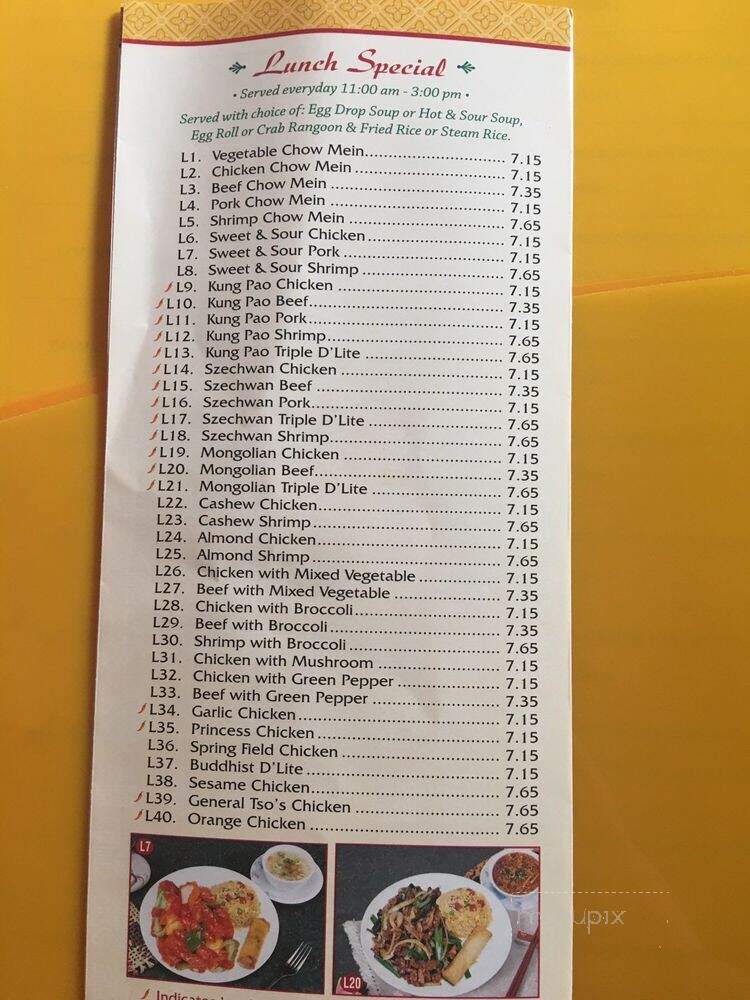 Lunch Special
• Served everyday 11:00 am - 3:00 pm •
Served with choice of: Egg Drop Soup or Hot & Sour Soup,
Egg Roll or Crab Rangoon & Fried Rice or Steam Rice.
L1. Vegetable Chow Mein................................ 7.15
L2. Chicken Chow Mein ................................ 7.15
L3. Beef Chow Mein ................................ 7.35
L4. Pork Chow Mein ................................ 7.15
L5. Shrimp Chow Mein ................................ 7.65
L6. Sweet & Sour Chicken................................ 7.15
L7. Sweet & Sour Pork ................................ 7.15
L8. Sweet & Sour Shrimp ................................ 7.65
L9. Kung Pao Chicken ................................ 7.15
L10. Kung Pao Beef................................ 7.35
L11. Kung Pao Pork................................ 7.15
L12. Kung Pao Shrimp................................ 7.65
L13. Kung Pao Triple D'Lite ................................ 7.65
L14. Szechwan Chicken ................................ 7.15
L15. Szechwan Beef ................................ 7.35
L16. Szechwan Pork................................ 7.15
L17. Szechwan Triple D'Lite ................................ 7.65
L18. Szechwan Shrimp................................ 7.65
L19. Mongolian Chicken ................................ 7.15
L20. Mongolian Beef................................ 7.35
L21. Mongolian Triple D'Lite ................................ 7.65
L22. Cashew Chicken................................ 7.15
L23. Cashew Shrimp................................ 7.65
L24. Almond Chicken................................ 7.15
L25. Almond Shrimp................................ 7.65
L26. Chicken with Mixed Vegetable ................................ 7.15
L27. Beef with Mixed Vegetable ................................ 7.35
L28. Chicken with Broccoli................................ 7.15
L29. Beef with Broccoli................................ 7.35
L30. Shrimp with Broccoli................................ 7.65
L31. Chicken with Mushroom ................................ 7.15
L32. Chicken with Green Pepper ................................ 7.15
L33. Beef with Green Pepper ................................ 7.35
L34. Garlic Chicken................................ 7.15
L35. Princess Chicken................................ 7.15
L36. Spring Field Chicken ................................ 7.15
L37. Buddhist D'Lite ................................ 7.15
L38. Sesame Chicken................................ 7.65
L39. General Tso's Chicken ................................ 7.65
L40. Orange Chicken ................................ 7.65
L7
L20
Indicates